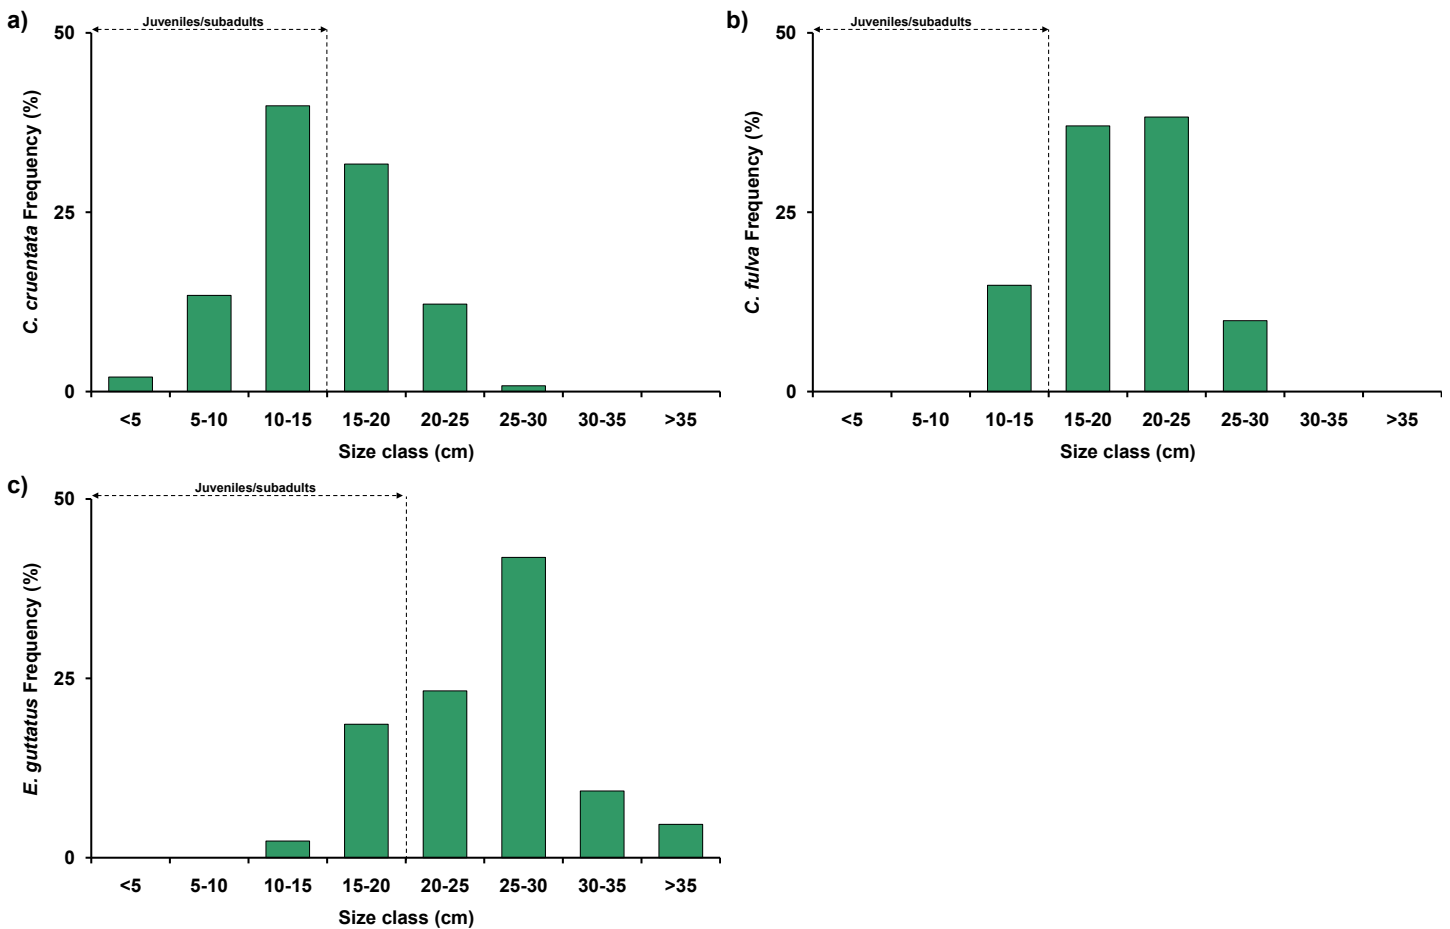 a)
Juveniles/subadults
50
25
0
C. cruentata Frequency (%)
<5 5-10 10-15 15-20 20-25 25-30 30-35 >35
Size class (cm)
b)
Juveniles/subadults
50
25
0
C. fulva Frequency (%)
<5 5-10 10-15 15-20 20-25 25-30 30-35 >35
Size class (cm)
c)
Juveniles/subadults
50
25
0
E. guttatus Frequency (%)
<5 5-10 10-15 15-20 20-25 25-30 30-35 >35
Size class (cm)